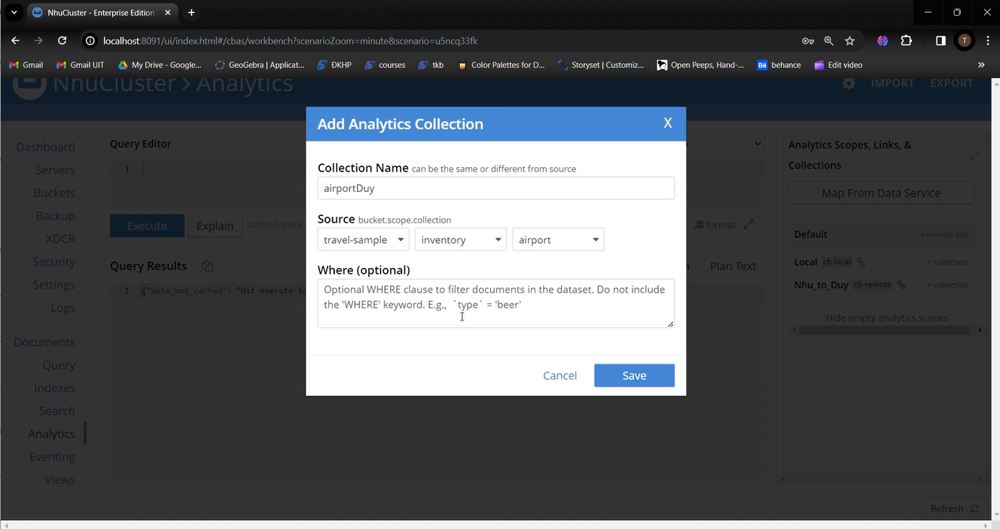 NhuCluster - Enterprise Edition
localhost:8091/ui/index.html#/cbas/workbench?scenarioZoom=minute&scenario=u5ncq33fk
T
Gmail
Gmail UIT
My Drive - Google...
GeoGebra | Applicat...
ĐKHP
courses
tkb
Color Palettes for D...
Storyset | Customiz...
Open Peeps, Hand-...
Bē behance
Edit video
»
NhuCluster > Analytics
IMPORT
EXPORT
Dashboard
Servers
Buckets
Backup
XDCR
Security
Settings
Logs
Documents
Query
Indexes
Search
Analytics
Eventing
Views
Query Editor
1
Execute
Explain
cached query
format
Query Results
Plan Text
1 {"data_not_cached": "Hit execute to
Add Analytics Collection
X
Collection Name can be the same or different from source
airportDuy
Source bucket.scope.collection
travel-sample
inventory
airport
Where (optional)
Optional WHERE clause to filter documents in the dataset. Do not include
the 'WHERE' keyword. E.g., `type` = 'beer'
Cancel
Save
Analytics Scopes, Links, &
Collections
Map From Data Service
Default
+ remote link
Local cb local
+ collection
Nhu_to_Duy cb remote
+ collection
Hide empty analytics scopes
Refresh